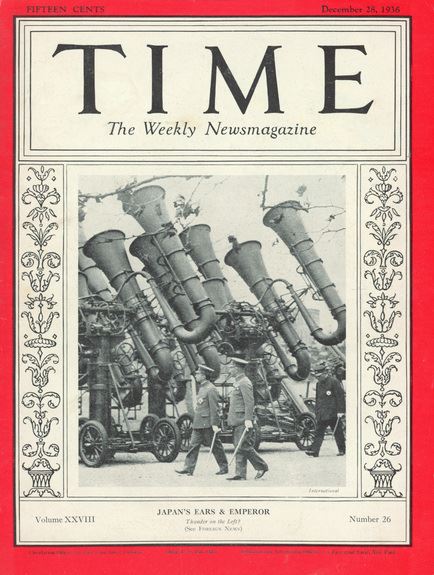 FIFTEEN CENTS December 28, 1936
TIME
The Weekly Newsmagazine
International
JAPAN'S EARS & EMPEROR
Thunder on the Left?
(See FOREIGN NEWS)
Volume XXVIII Number 26